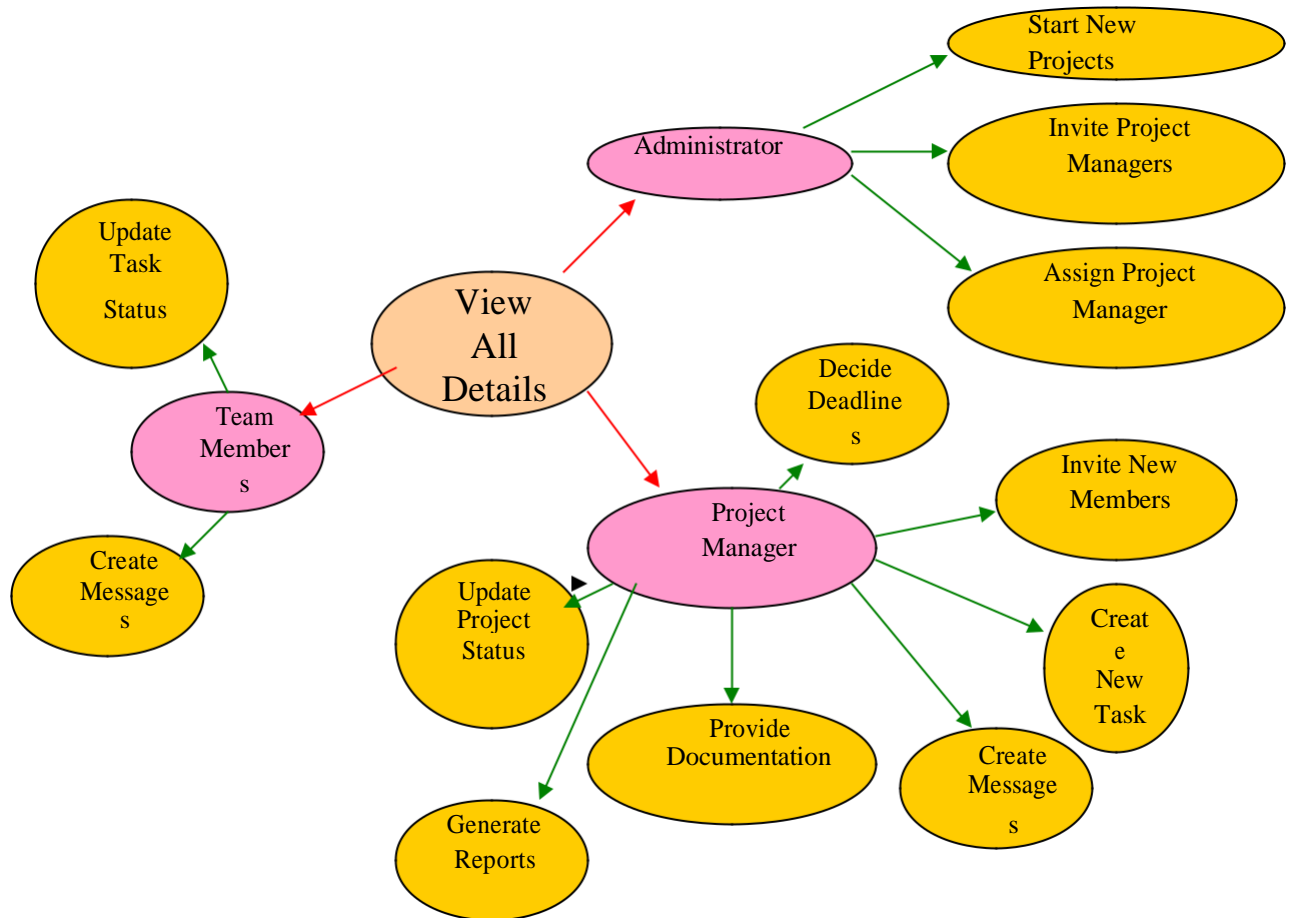 Start New
Projects
Administrator
Invite Project
Managers
Update
Task
Status
Assign Project
Manager
View
All
Details
Decide
Deadline
s
Team
Member
s
Invite New
Members
Project
Manager
Create
Message
s
Update
Project
Status
Creat
e
New
Task
Provide
Documentation
Create
Message
s
Generate
Reports